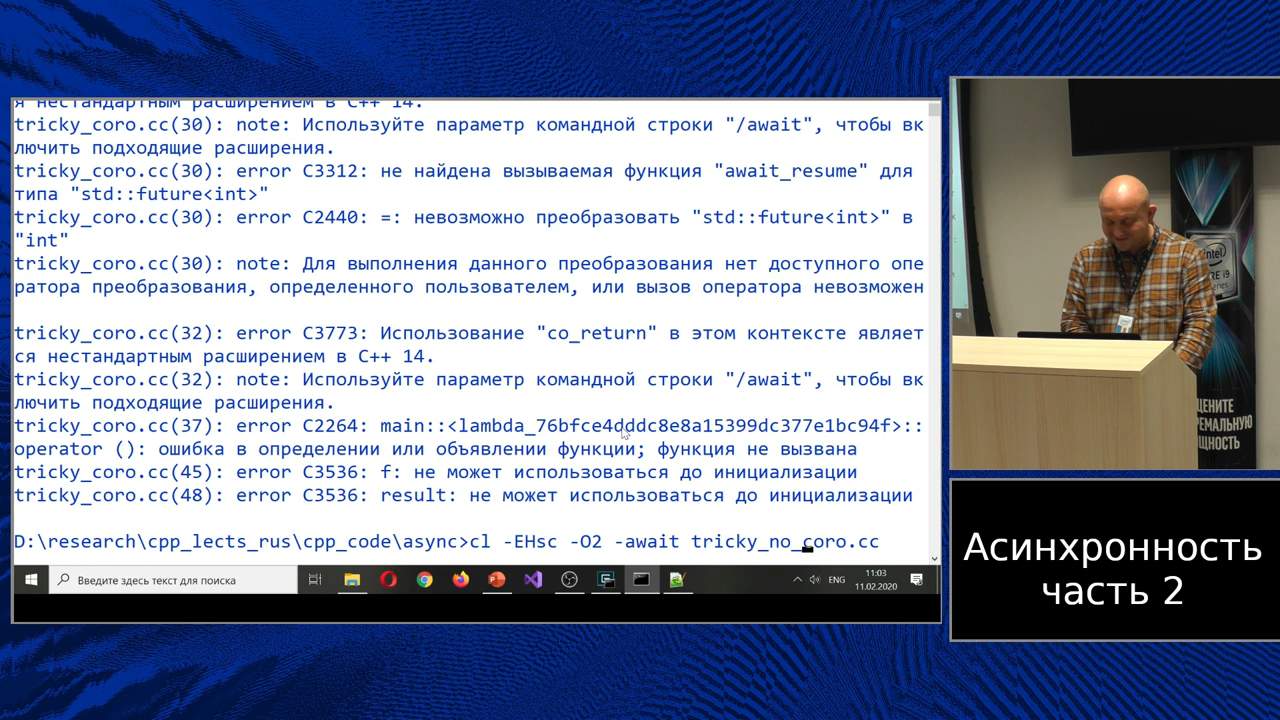 я нестандартным расширением в C++ 14.
tricky_coro.cc(30): note: Используйте параметр командной строки "/await", чтобы вк
лючить подходящие расширения.
tricky_coro.cc(30): error C3312: не найдена вызываемая функция "await_resume" для
типа "std::future<int>"
tricky_coro.cc(30): error C2440: =: невозможно преобразовать "std::future<int>" в
"int"
tricky_coro.cc(30): note: Для выполнения данного преобразования нет доступного опе
ратора преобразования, определенного пользователем, или вызов оператора невозможен
tricky_coro.cc(32): error C3773: Использование "co_return" в этом контексте являет
ся нестандартным расширением в C++ 14.
tricky_coro.cc(32): note: Используйте параметр командной строки "/await", чтобы вк
лючить подходящие расширения.
tricky_coro.cc(37): error C2264: main::<lambda_76bfce4dddc8e8a15399dc377e1bc94f>::
operator (): ошибка в определении или объявлении функции; функция не вызвана
tricky_coro.cc(45): error C3536: f: не может использоваться до инициализации
tricky_coro.cc(48): error C3536: result: не может использоваться до инициализации
D:\research\cpp_lects_rus\cpp_code\async>cl -EHsc -O2 -await tricky_no_coro.cc
Введите здесь текст для поиска
ENG
11:03
11.02.2020
intel
ЦЕНИТЕ
РЕМАЛЬНУЮ
ЩНОСТЬ
Асинхронность
часть 2